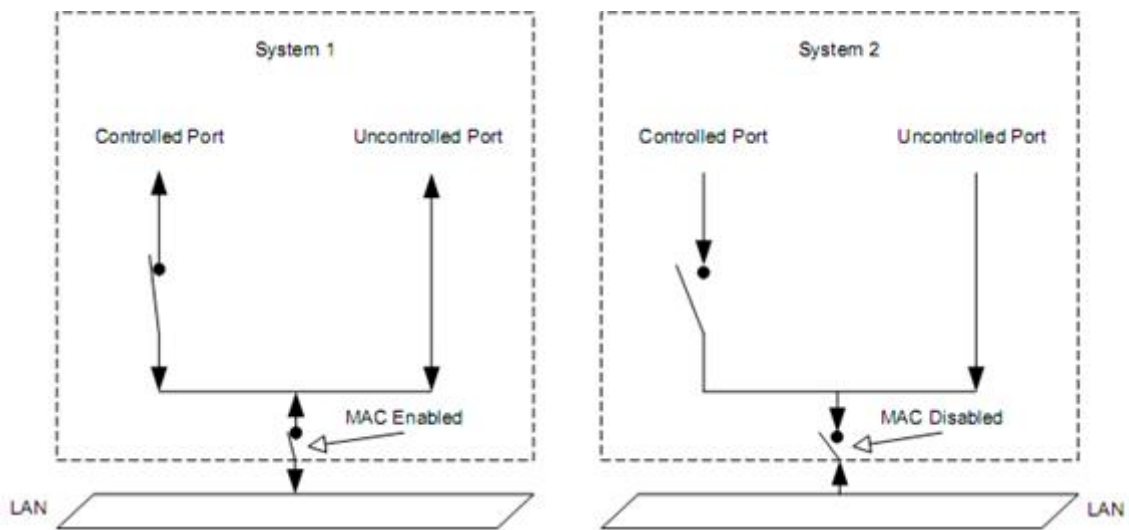 System 1
Controlled Port
Uncontrolled Port
MAC Enabled
LAN
System 2
Controlled Port
Uncontrolled Port
MAC Disabled
LAN